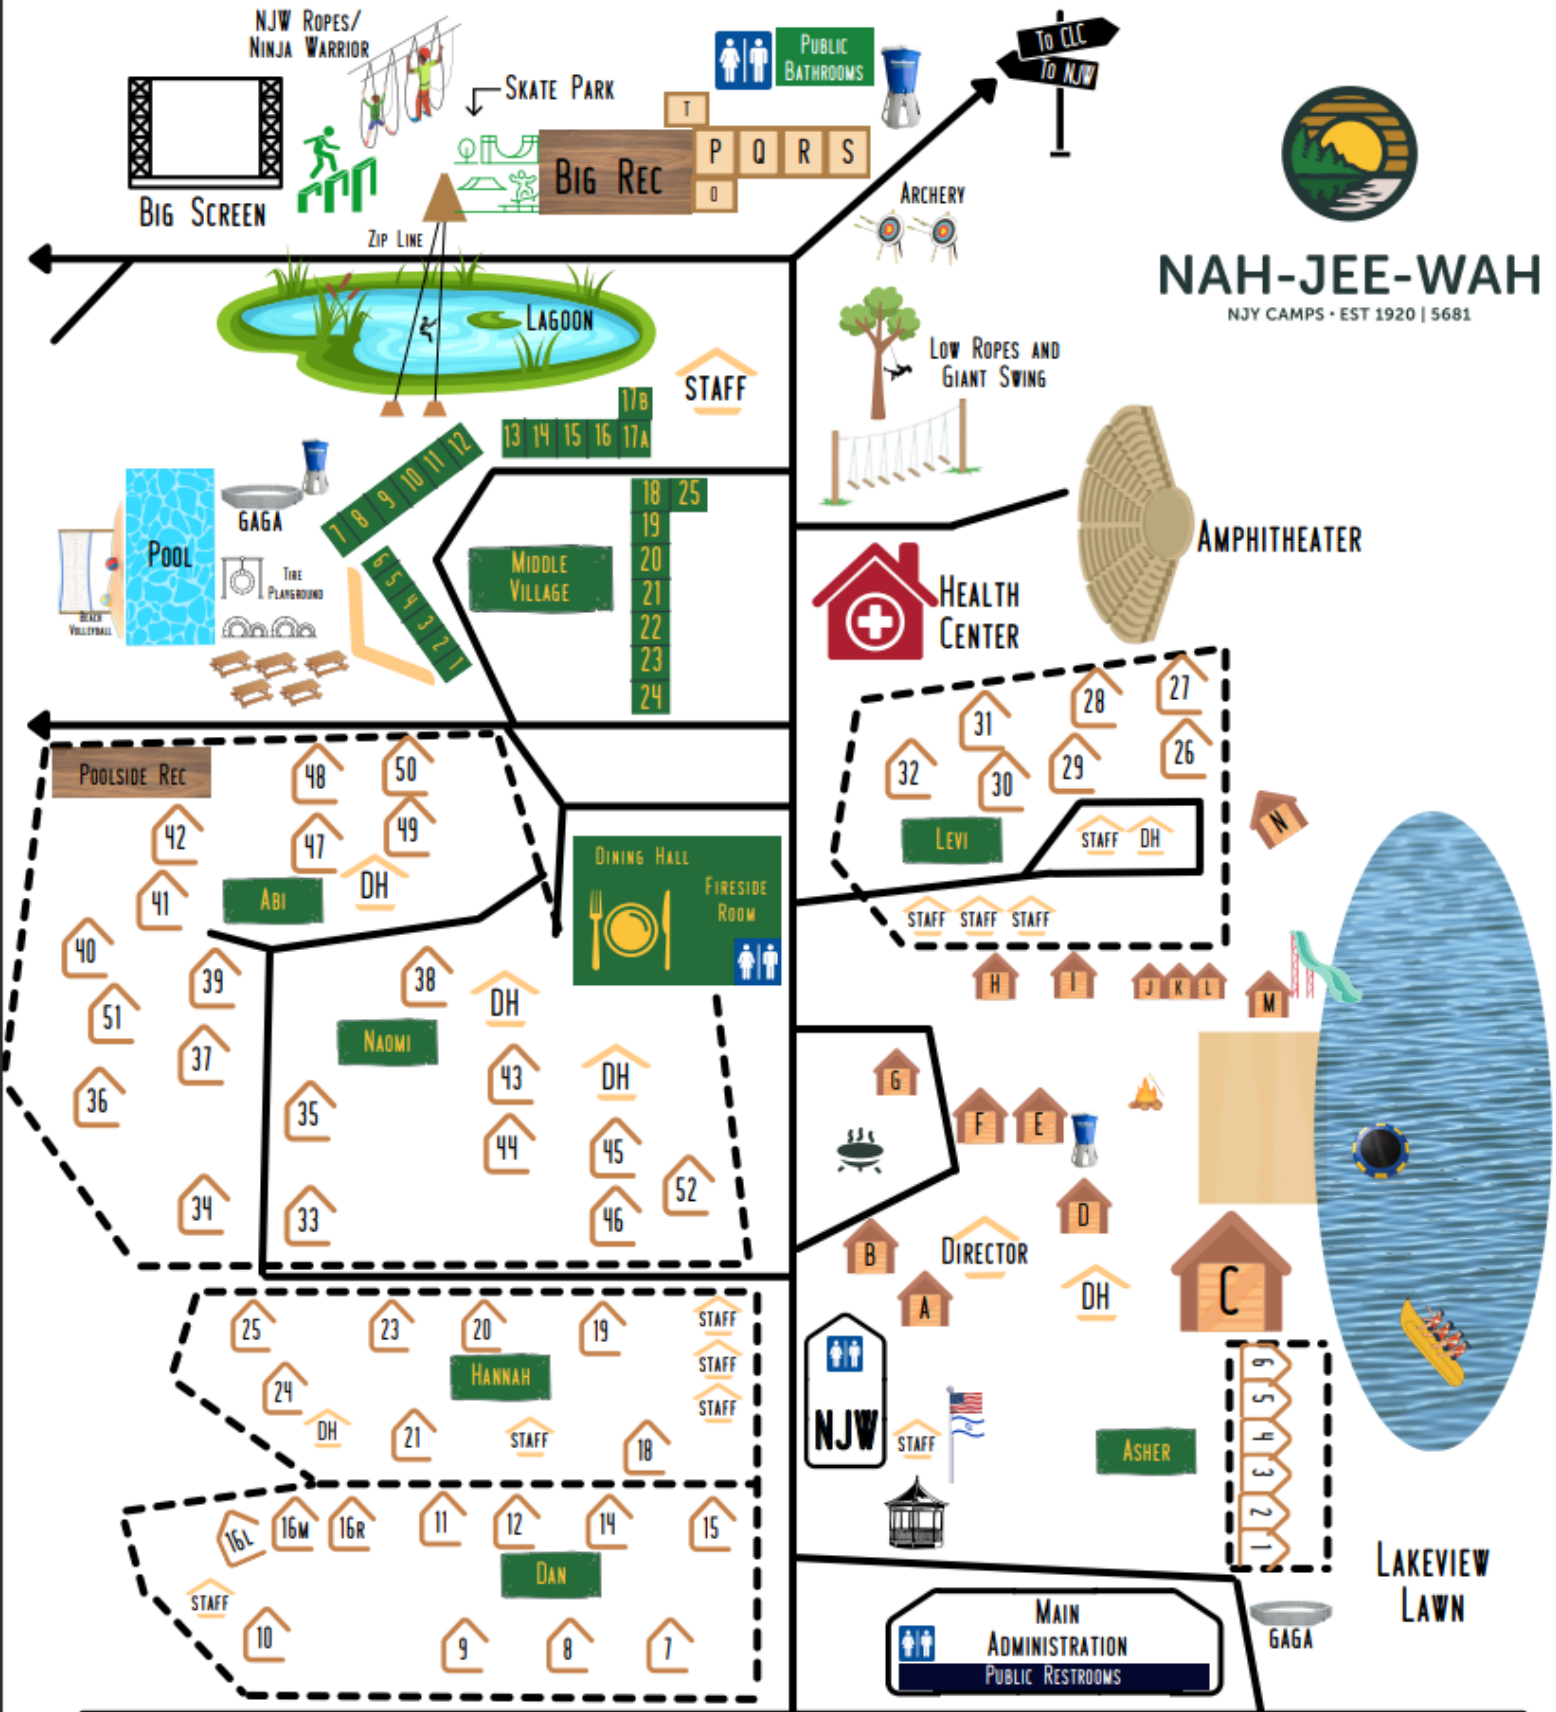 NJW Ropes/
Ninja Warrior
Skate Park
Public
Bathrooms
To CLC
To NJW
T
P Q R S
O
Big Rec
Big Screen
Zip Line
Archery
NAH-JEE-WAH
NJY CAMPS • EST 1920 | 5681
Lagoon
STAFF
Low Ropes and
Giant Swing
17B
13 14 15 16 17A
7 8 9 10 11 12
GAGA
Pool
Tire
Playground
Beach
Volleyball
6
5
4
3
2
1
Middle
Village
18 25
19
20
21
22
23
24
Amphitheater
Health
Center
27
28
31
26
29
32
30
Levi
STAFF DH
STAFF STAFF STAFF
N
Poolside Rec
48
50
42
47
49
Abi
DH
41
40
39
51
37
36
34
Dining Hall
Fireside
Room
38
DH
Naomi
43
DH
35
44
45
52
33
46
H
I
J K L
M
G
F E
D
B
Director
A
DH
C
25
23
20
19
STAFF
STAFF
STAFF
Hannah
24
DH
21
STAFF
18
NJW
STAFF
Asher
6
5
4
3
2
1
16L
16M
16R
11
12
14
15
Dan
STAFF
10
9
8
7
Main
Administration
Public Restrooms
GAGA
Lakeview
Lawn